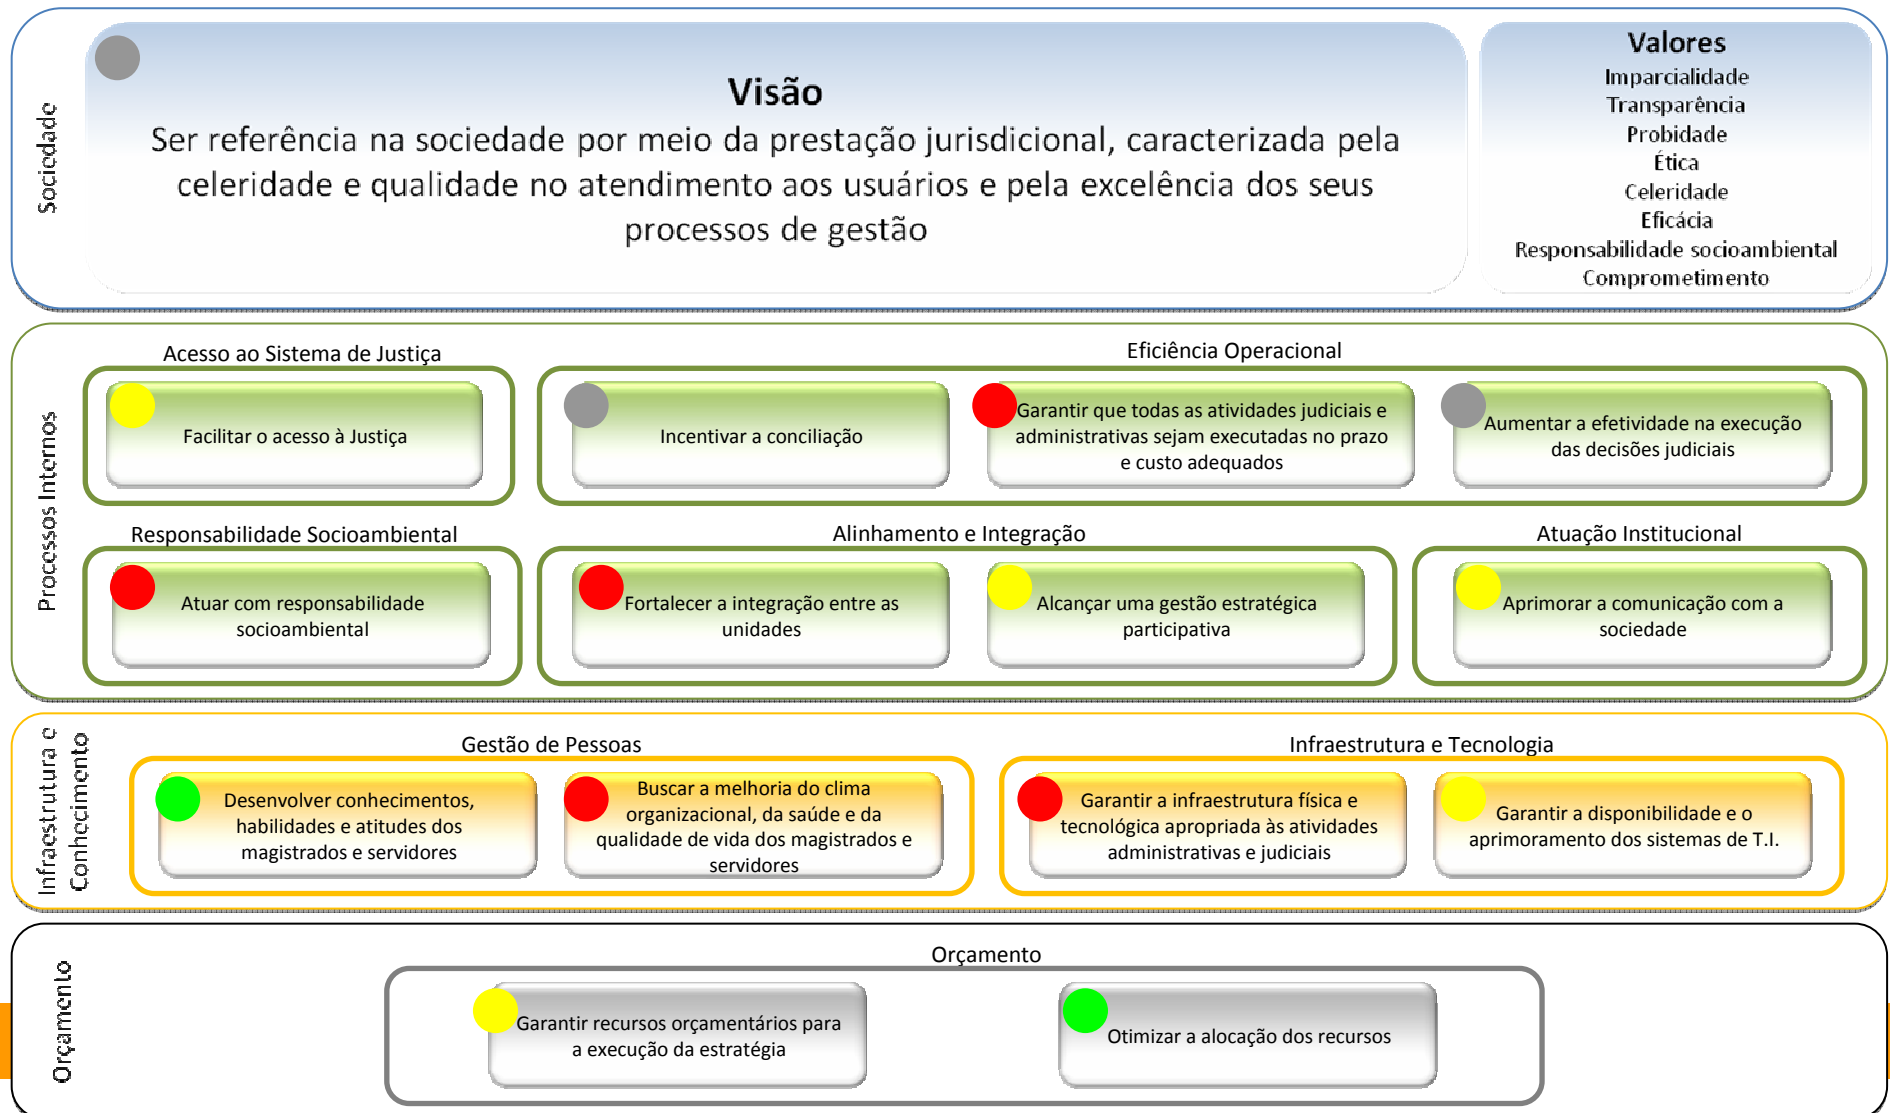 Sociedade
Visão
Ser referência na sociedade por meio da prestação jurisdicional, caracterizada pela
celeridade e qualidade no atendimento aos usuários e pela excelência dos seus
processos de gestão
Valores
Imparcialidade
Transparência
Probidade
Ética
Celeridade
Eficácia
Responsabilidade socioambiental
Comprometimento
Processos Internos
Acesso ao Sistema de Justiça
Facilitar o acesso à Justiça
Eficiência Operacional
Incentivar a conciliação
Garantir que todas as atividades judiciais e
administrativas sejam executadas no prazo
e custo adequados
Aumentar a efetividade na execução
das decisões judiciais
Responsabilidade Socioambiental
Atuar com responsabilidade
socioambiental
Alinhamento e Integração
Fortalecer a integração entre as
unidades
Alcançar uma gestão estratégica
participativa
Atuação Institucional
Aprimorar a comunicação com a
sociedade
Infraestrutura e
Conhecimento
Gestão de Pessoas
Desenvolver conhecimentos,
habilidades e atitudes dos
magistrados e servidores
Buscar a melhoria do clima
organizacional, da saúde e da
qualidade de vida dos magistrados e
servidores
Infraestrutura e Tecnologia
Garantir a infraestrutura física e
tecnológica apropriada às atividades
administrativas e judiciais
Garantir a disponibilidade e o
aprimoramento dos sistemas de T.I.
Orçamento
Orçamento
Garantir recursos orçamentários para
a execução da estratégia
Otimizar a alocação dos recursos